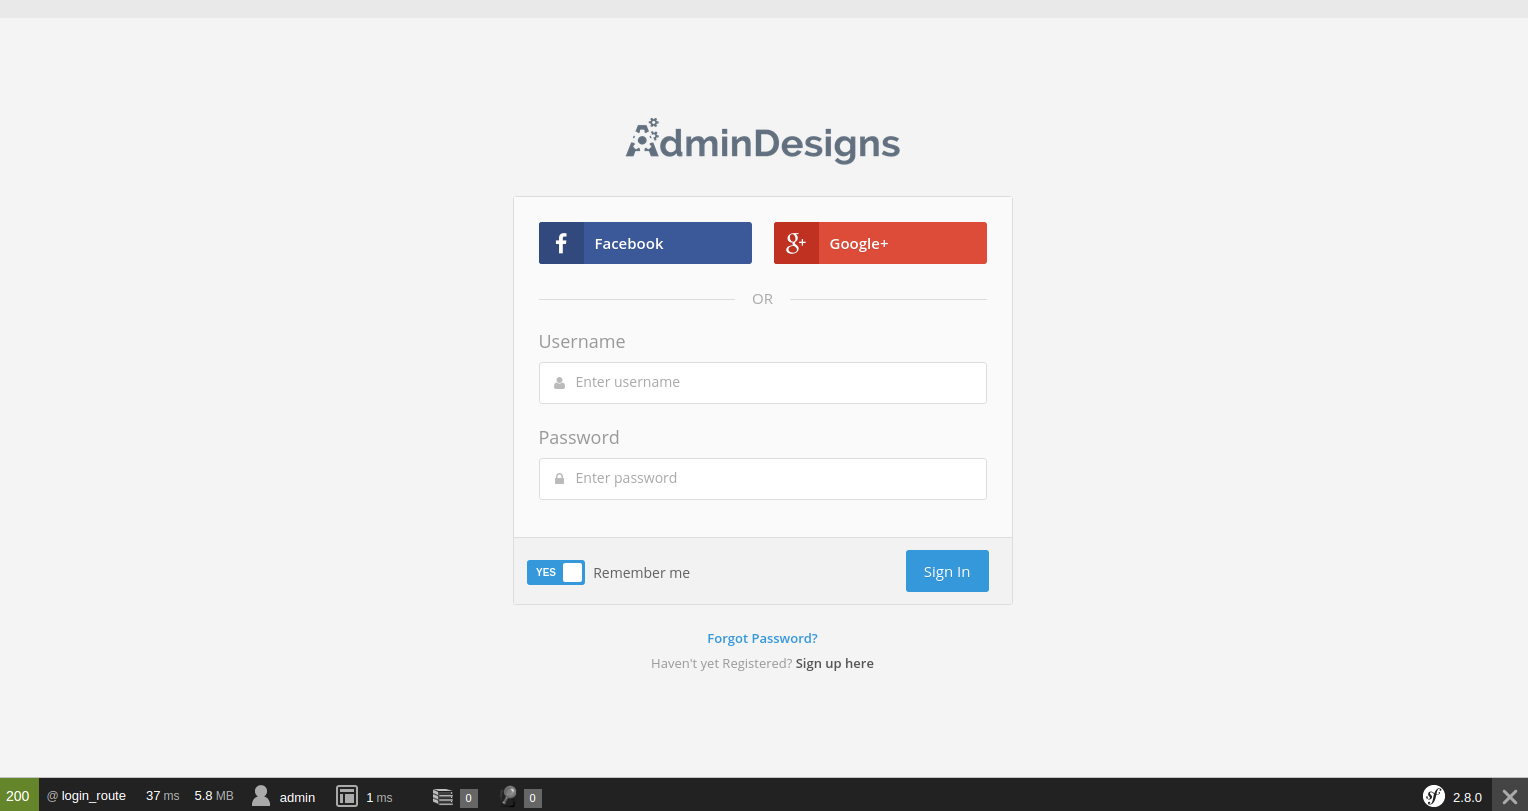 AdminDesigns
Facebook Google+
OR
Username
Enter username
Password
Enter password
YES Remember me Sign In
Forgot Password?
Haven't yet Registered? Sign up here
200 @ login_route 37 ms 5.8 MB admin 1 ms 0 0 sf 2.8.0